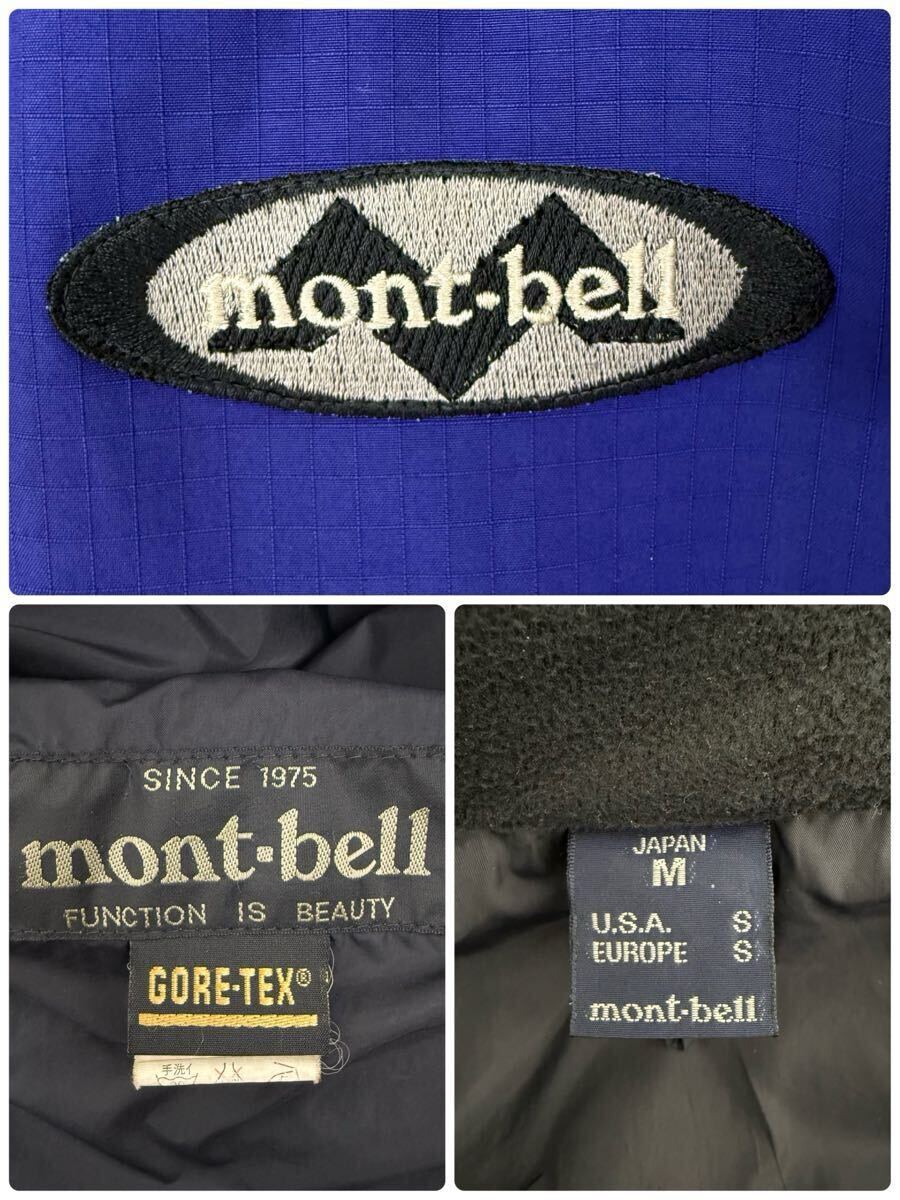 mont-bell
SINCE 1975
mont-bell
FUNCTION IS BEAUTY
GORE-TEX®
手洗イ
JAPAN
M
U.S.A. S
EUROPE S
mont-bell